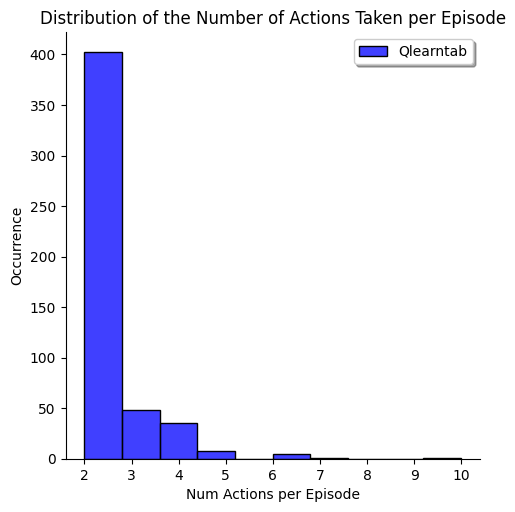 Distribution of the Number of Actions Taken per Episode
Qlearntab
Occurrence
400
350
300
250
200
150
100
50
0
2 3 4 5 6 7 8 9 10
Num Actions per Episode